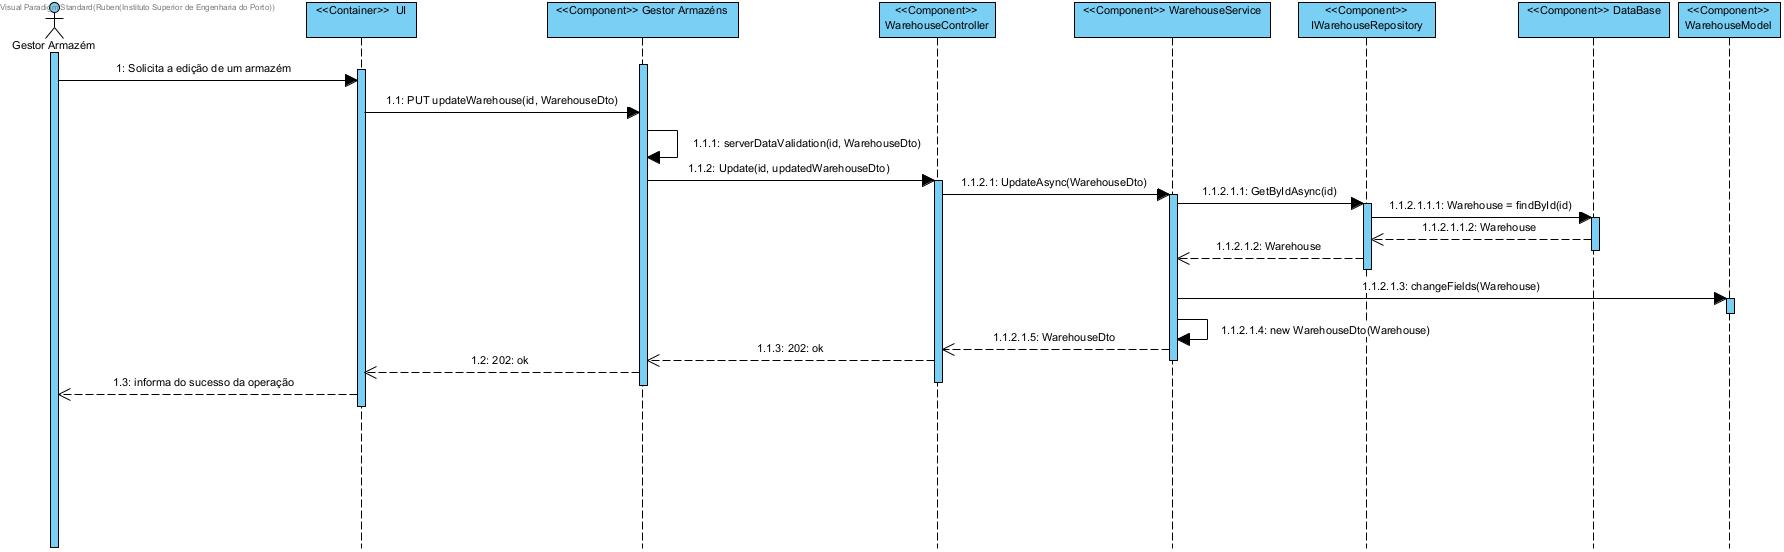 Visual Paradi Standard(Ruben(Instituto Superior de Engenharia do Porto))
Gestor Armazém
<<Container>> UI
<<Component>> Gestor Armazéns
<<Component>>
WarehouseController
<<Component>> WarehouseService
<<Component>>
IWarehouseRepository
<<Component>> DataBase
<<Component>>
WarehouseModel
1: Solicita a edição de um armazém
1.1: PUT updateWarehouse(id, WarehouseDto)
1.1.1: serverDataValidation(id, WarehouseDto)
1.1.2: Update(id, updatedWarehouseDto)
1.1.2.1: UpdateAsync(WarehouseDto)
1.1.2.1.1: GetByIdAsync(id)
1.1.2.1.1.1: Warehouse = findById(id)
1.1.2.1.1.2: Warehouse
1.1.2.1.2: Warehouse
1.1.2.1.3: changeFields(Warehouse)
1.1.2.1.4: new WarehouseDto(Warehouse)
1.1.2.1.5: WarehouseDto
1.1.3: 202: ok
1.2: 202: ok
1.3: informa do sucesso da operação